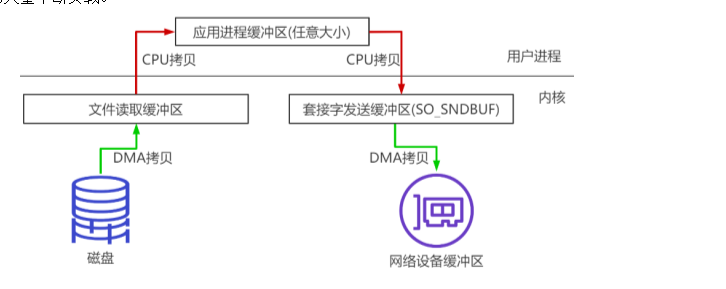 应用进程缓冲区(任意大小)
CPU拷贝
CPU拷贝
用户进程
文件读取缓冲区
套接字发送缓冲区(SO_SNDBUF)
内核
DMA拷贝
DMA拷贝
磁盘
网络设备缓冲区